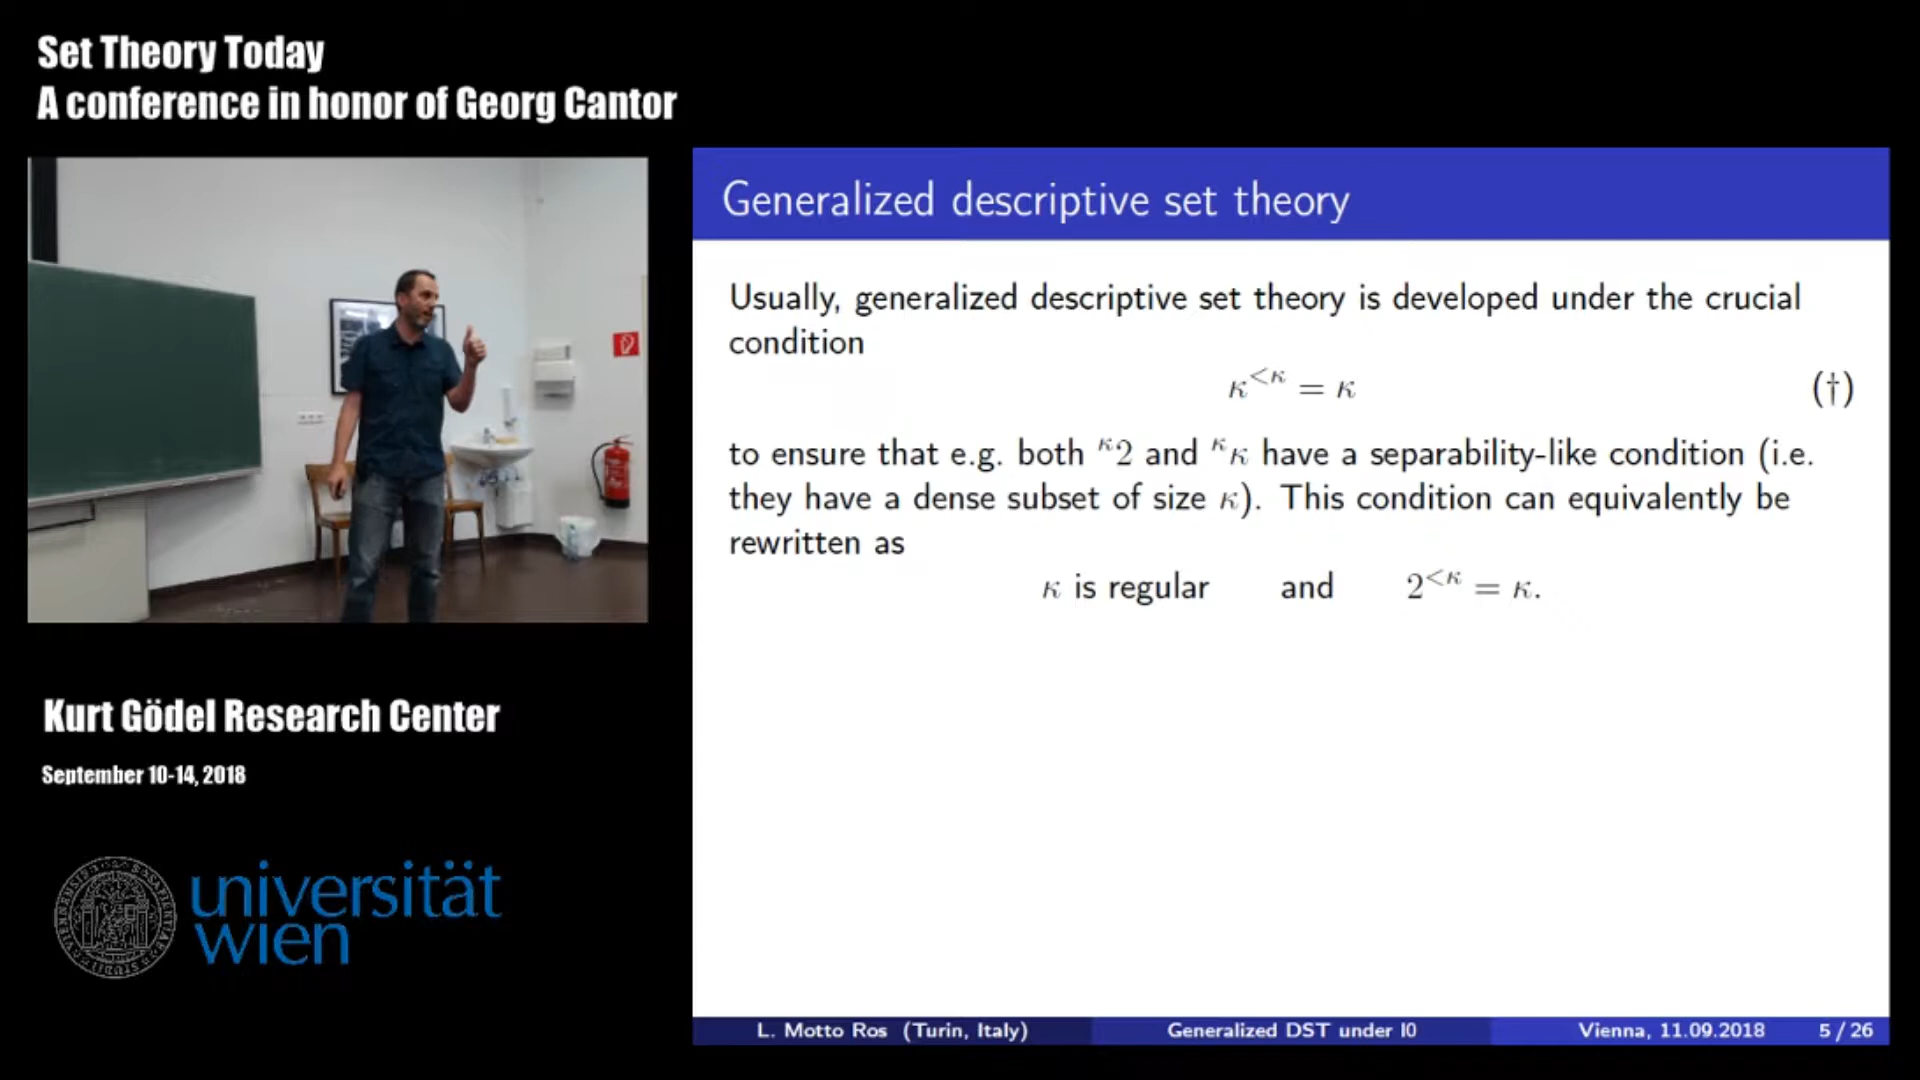 Set Theory Today
A conference in honor of Georg Cantor
Generalized descriptive set theory
Usually, generalized descriptive set theory is developed under the crucial
condition
κ^{<κ} = κ (†)
to ensure that e.g. both ^κ2 and ^κκ have a separability-like condition (i.e.
they have a dense subset of size κ). This condition can equivalently be
rewritten as
κ is regular and 2^{<κ} = κ.
Kurt Gödel Research Center
September 10-14, 2018
universität
wien
L. Motto Ros (Turin, Italy) Generalized DST under I0 Vienna, 11.09.2018 5 / 26